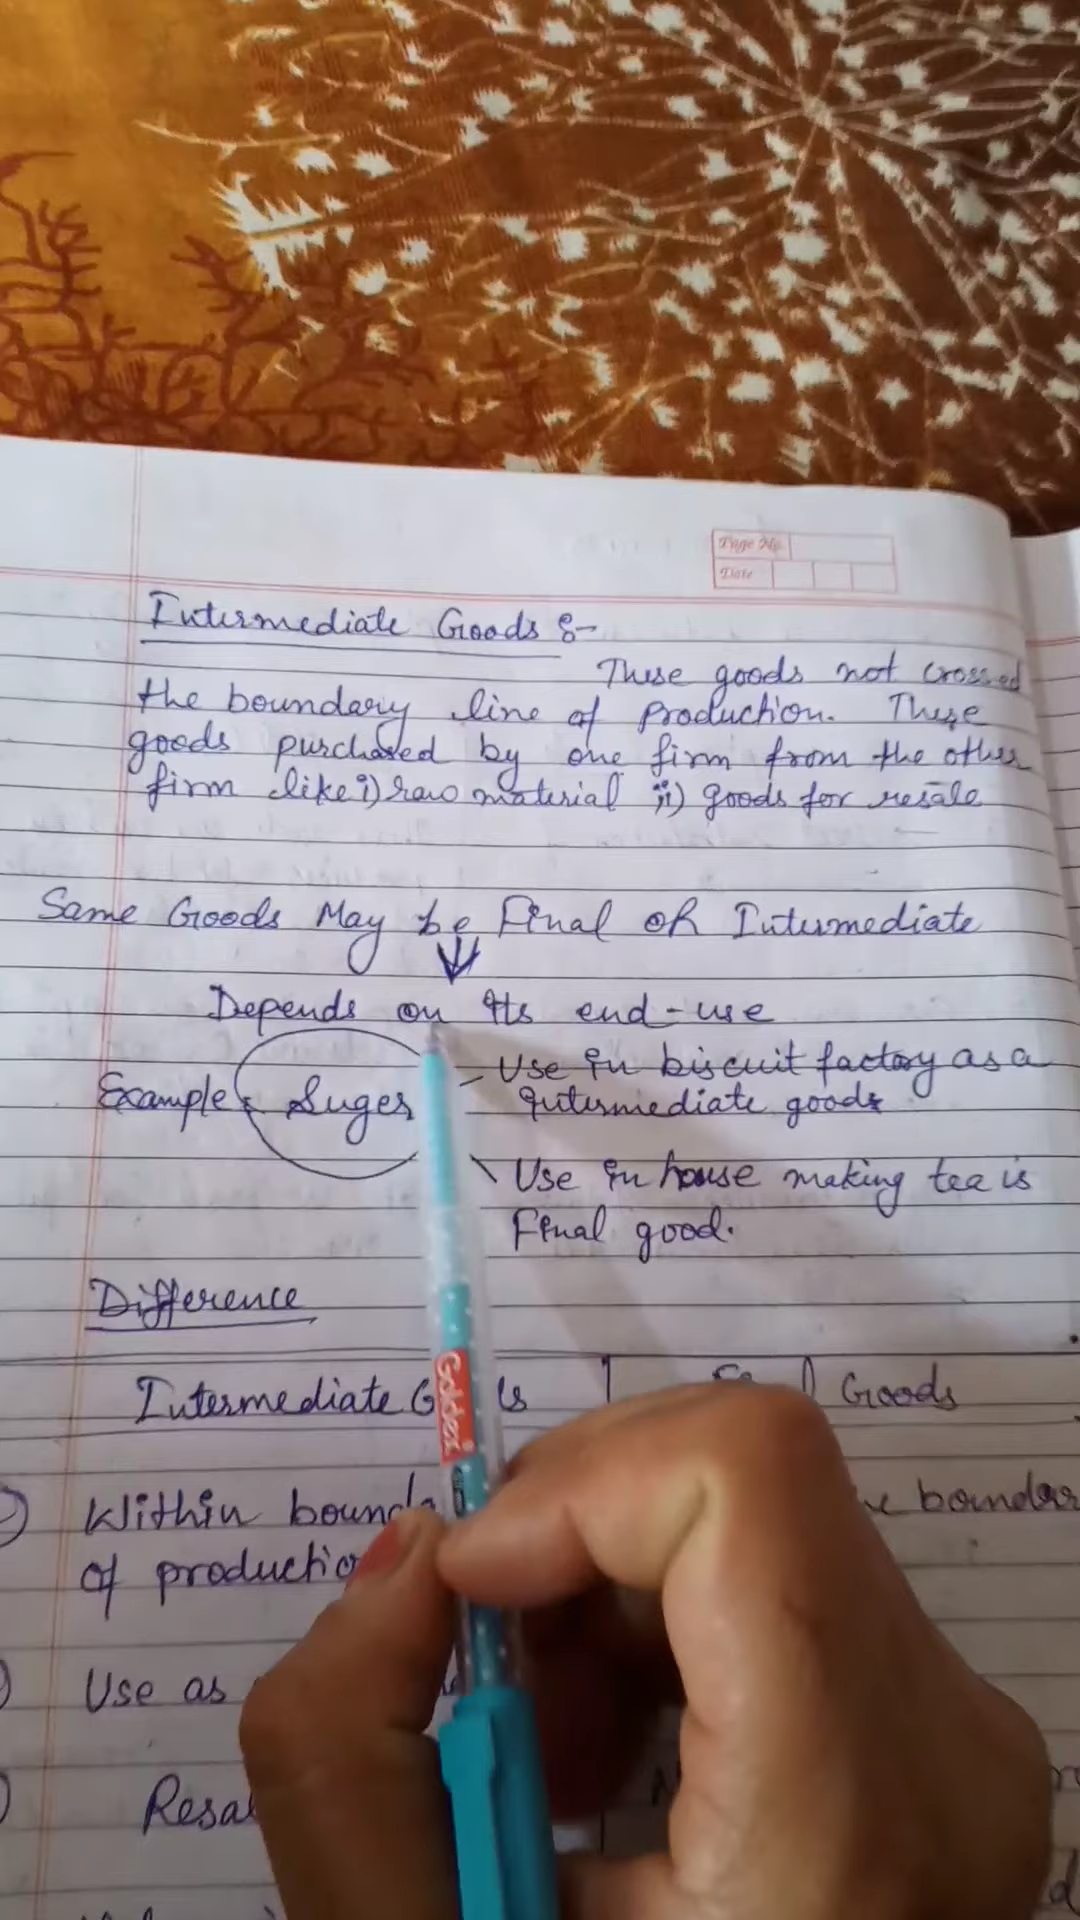 Page No.
Date
Intermediate Goods :-
These goods not crossed
the boundary line of production. These
goods purchased by one firm from the other
firm like i) raw material ii) goods for resale
Same Goods May be Final or Intermediate
Depends on its end-use
Example : Suger
Use in biscuit factory as a
intermediate goods
Use in house making tea is
Final good.
Difference
Intermediate G ls
Goods
Within bounda
boundar
of productio
Use as
Resal
Goldex